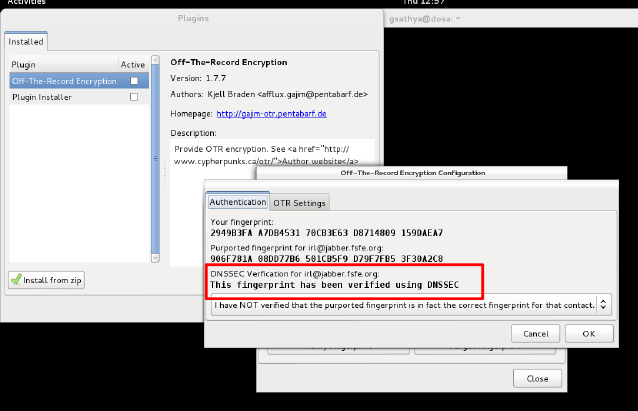 Activities
Thu 12:57
Plugins
gsathya@dosa: ~
Installed
Plugin
Active
Off-The-Record Encryption
Plugin Installer
Off-The-Record Encryption
Version: 1.7.7
Authors: Kjell Braden <afflux.gajim@pentabarf.de>
Homepage: http://gajim-otr.pentabarf.de
Description:
Provide OTR encryption. See <a href="http://
www.cypherpunks.ca/otr/">Author website</a>
Install from zip
Off-The-Record Encryption Configuration
Authentication
OTR Settings
Your fingerprint:
2949B3FA A7DB4531 70CB3E63 D8714809 159DAEA7
Purported fingerprint for irl@jabber.fsfe.org:
906F781A 08DD77B6 501CB5F9 D79F7FB5 3F30A2C8
DNSSEC Verfication for irl@jabber.fsfe.org:
This fingerprint has been verified using DNSSEC
I have NOT verified that the purported fingerprint is in fact the correct fingerprint for that contact.
Cancel
OK
Close